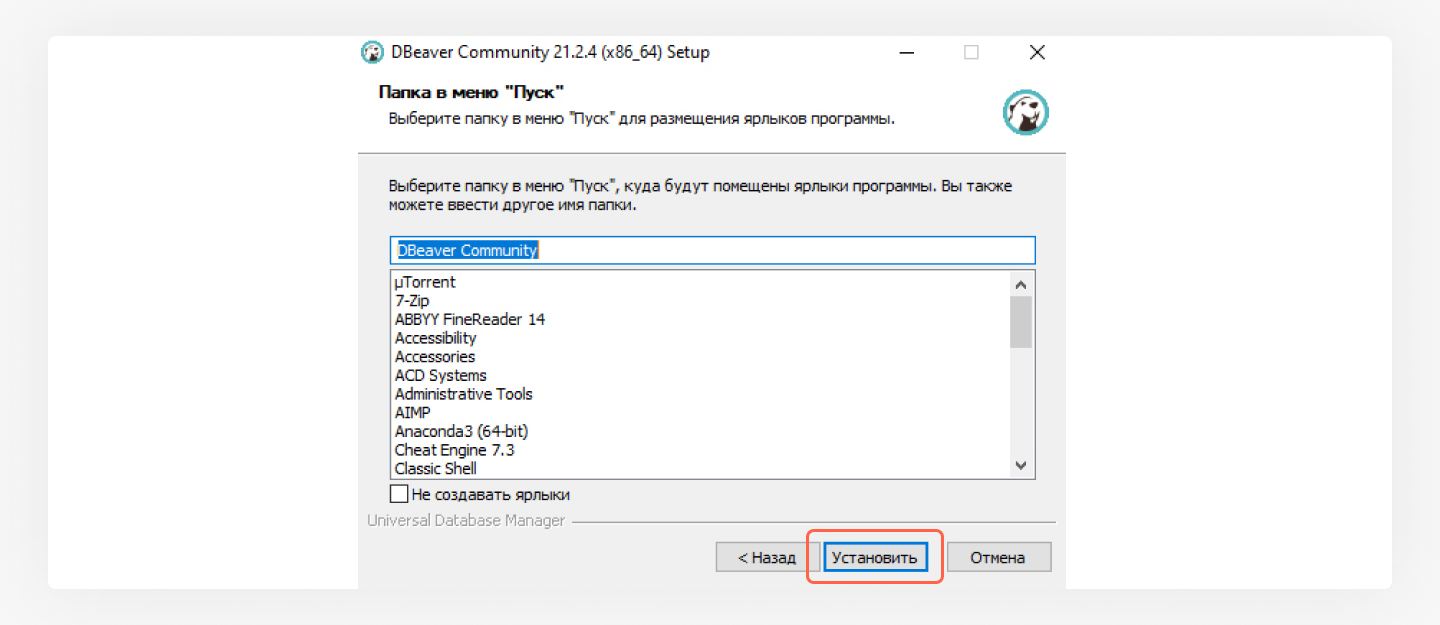 DBeaver Community 21.2.4 (x86_64) Setup
Папка в меню "Пуск"
Выберите папку в меню "Пуск" для размещения ярлыков программы.
Выберите папку в меню "Пуск", куда будут помещены ярлыки программы. Вы также
можете ввести другое имя папки.
DBeaver Community
µTorrent
7-Zip
ABBYY FineReader 14
Accessibility
Accessories
ACD Systems
Administrative Tools
AIMP
Anaconda3 (64-bit)
Cheat Engine 7.3
Classic Shell
Не создавать ярлыки
Universal Database Manager
< Назад Установить Отмена